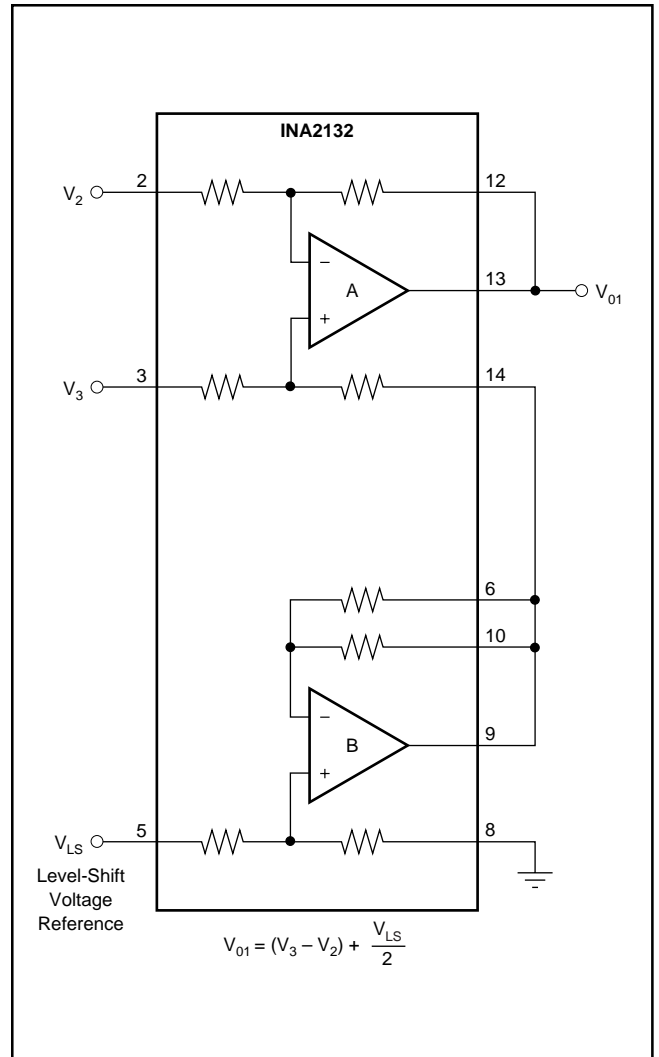 INA2132
V2 2 12
− A + 13 V01
V3 3 14
6
10
− B + 9
VLS 5 8
Level-Shift
Voltage
Reference
V01 = (V3 – V2) + VLS/2